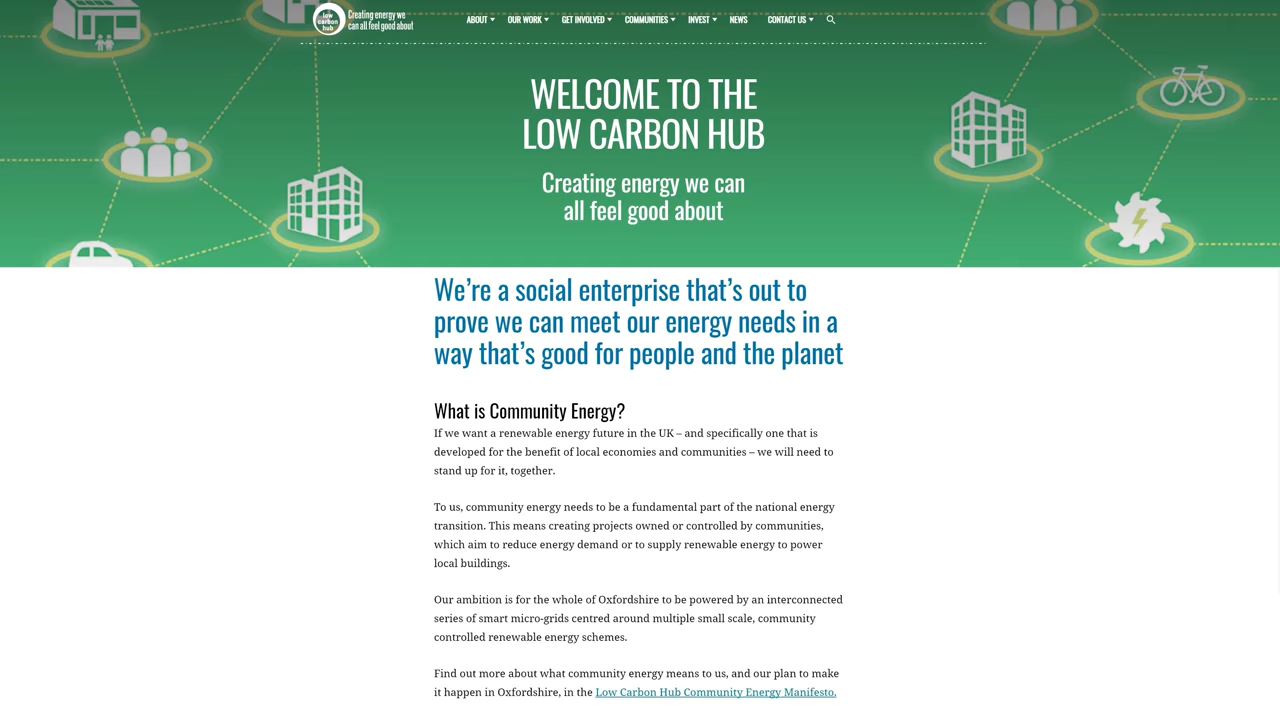 low
carbon
hub
Creating energy we
can all feel good about
ABOUT
OUR WORK
GET INVOLVED
COMMUNITIES
INVEST
NEWS
CONTACT US
WELCOME TO THE
LOW CARBON HUB
Creating energy we can
all feel good about
We’re a social enterprise that’s out to
prove we can meet our energy needs in a
way that’s good for people and the planet
What is Community Energy?
If we want a renewable energy future in the UK – and specifically one that is
developed for the benefit of local economies and communities – we will need to
stand up for it, together.
To us, community energy needs to be a fundamental part of the national energy
transition. This means creating projects owned or controlled by communities,
which aim to reduce energy demand or to supply renewable energy to power
local buildings.
Our ambition is for the whole of Oxfordshire to be powered by an interconnected
series of smart micro-grids centred around multiple small scale, community
controlled renewable energy schemes.
Find out more about what community energy means to us, and our plan to make
it happen in Oxfordshire, in the Low Carbon Hub Community Energy Manifesto.